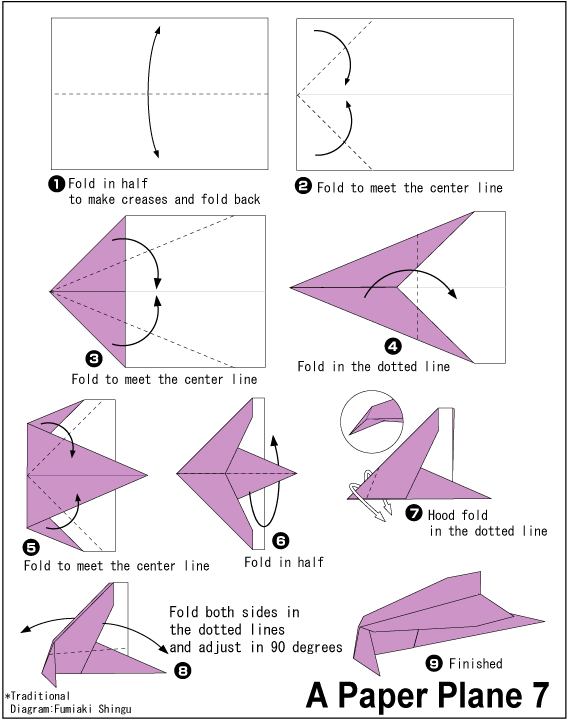 1 Fold in half
to make creases and fold back
2 Fold to meet the center line
3
Fold to meet the center line
4
Fold in the dotted line
5
Fold to meet the center line
6
Fold in half
7 Hood fold
in the dotted line
Fold both sides in
the dotted lines
and adjust in 90 degrees
8
9 Finished
*Traditional
Diagram:Fumiaki Shingu
A Paper Plane 7